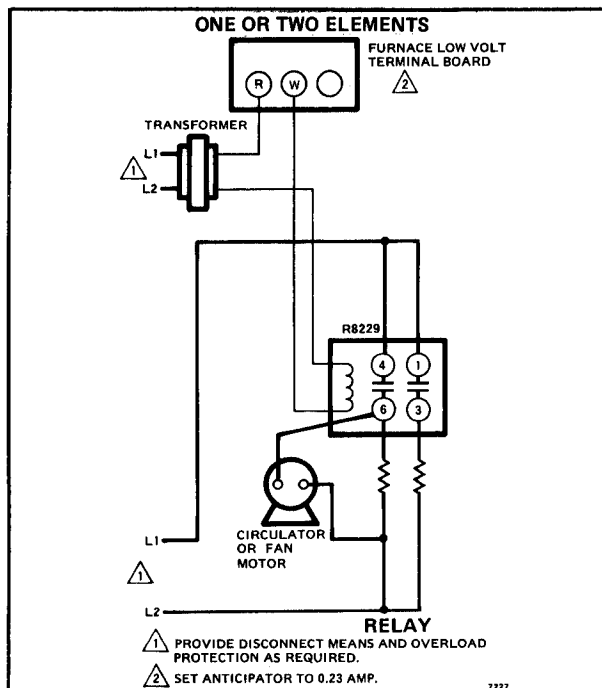 ONE OR TWO ELEMENTS
FURNACE LOW VOLT
TERMINAL BOARD
2
R W
TRANSFORMER
L1
1
L2
R8229
4 1
6 3
CIRCULATOR
OR FAN
MOTOR
L1
1
L2
RELAY
1 PROVIDE DISCONNECT MEANS AND OVERLOAD
PROTECTION AS REQUIRED.
2 SET ANTICIPATOR TO 0.23 AMP.